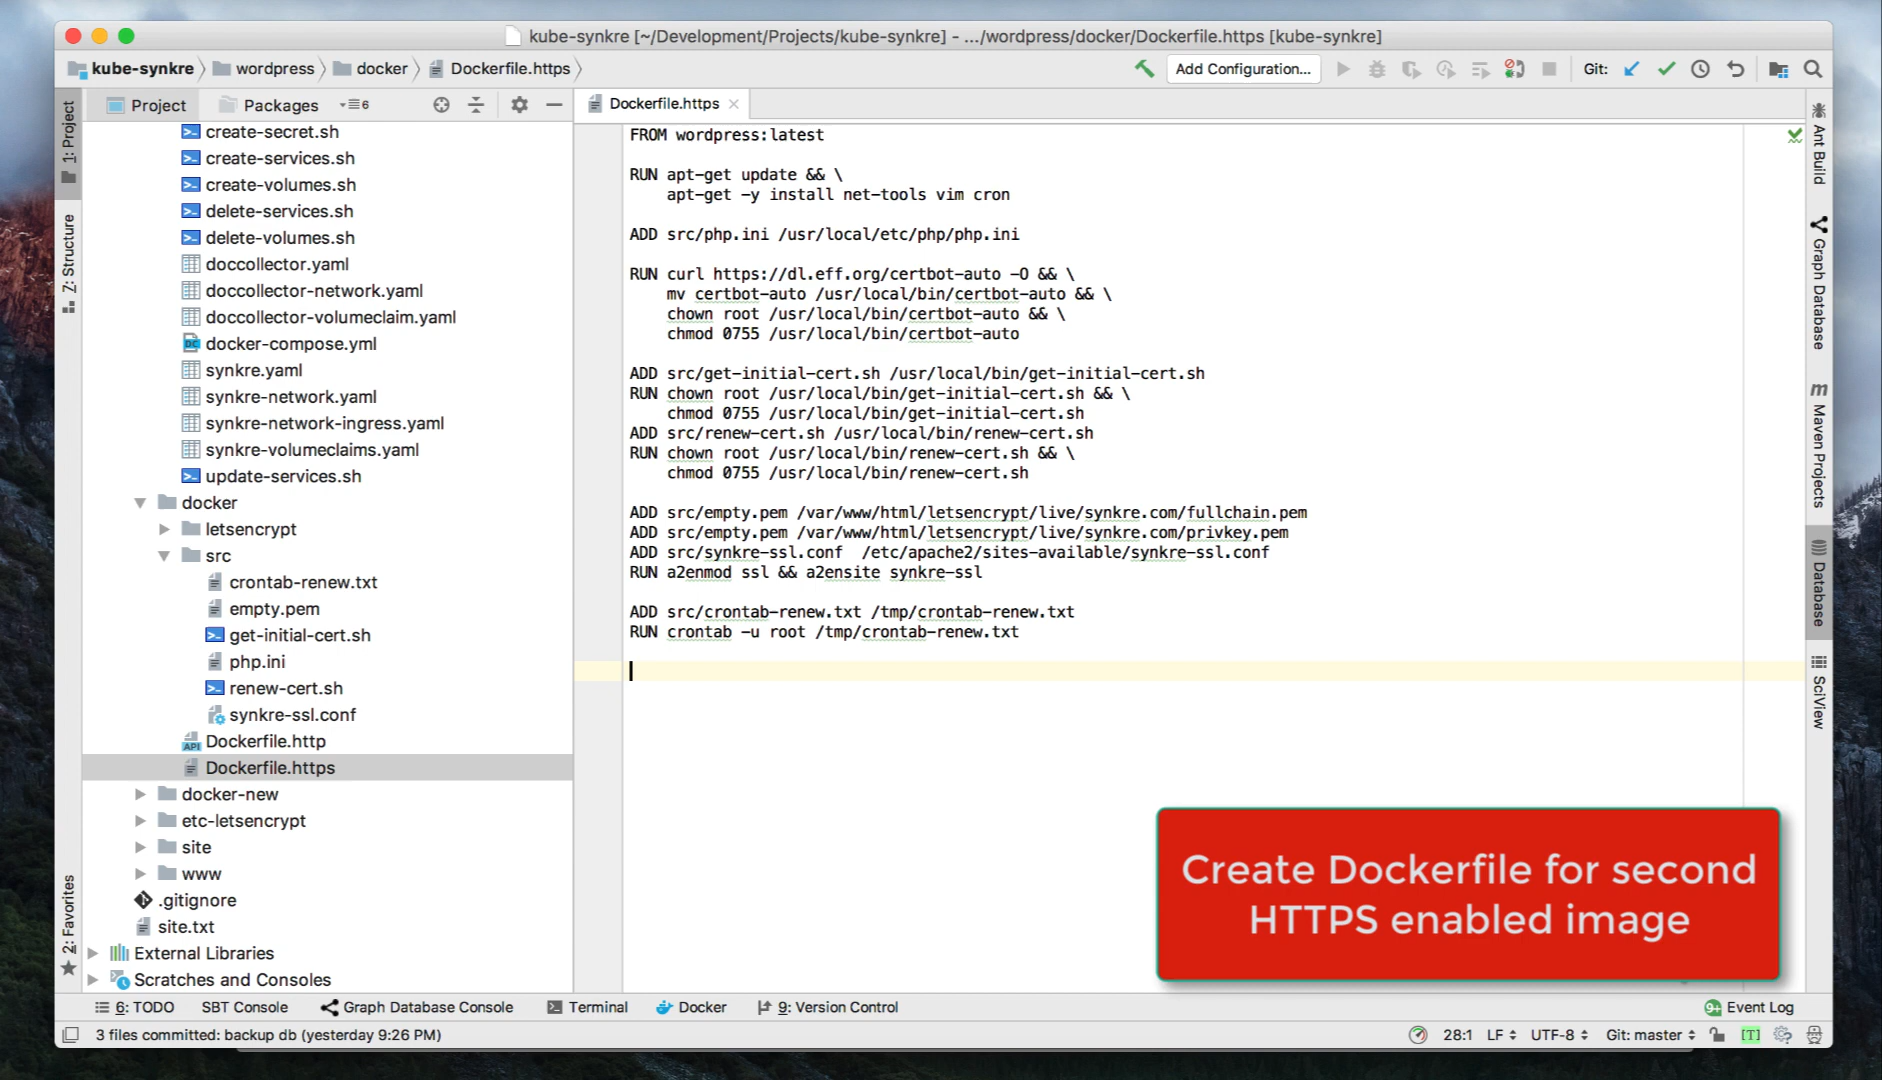 kube-synkre [~/Development/Projects/kube-synkre] - .../wordpress/docker/Dockerfile.https [kube-synkre]
kube-synkre wordpress docker Dockerfile.https Add Configuration... Git:
Project Packages 6 Dockerfile.https
1: Project
Z: Structure
2: Favorites
create-secret.sh
create-services.sh
create-volumes.sh
delete-services.sh
delete-volumes.sh
doccollector.yaml
doccollector-network.yaml
doccollector-volumeclaim.yaml
DC docker-compose.yml
synkre.yaml
synkre-network.yaml
synkre-network-ingress.yaml
synkre-volumeclaims.yaml
update-services.sh
docker
letsencrypt
src
crontab-renew.txt
empty.pem
get-initial-cert.sh
php.ini
renew-cert.sh
synkre-ssl.conf
API Dockerfile.http
Dockerfile.https
docker-new
etc-letsencrypt
site
www
.gitignore
site.txt
External Libraries
Scratches and Consoles
FROM wordpress:latest
RUN apt-get update && \
apt-get -y install net-tools vim cron
ADD src/php.ini /usr/local/etc/php/php.ini
RUN curl https://dl.eff.org/certbot-auto -O && \
mv certbot-auto /usr/local/bin/certbot-auto && \
chown root /usr/local/bin/certbot-auto && \
chmod 0755 /usr/local/bin/certbot-auto
ADD src/get-initial-cert.sh /usr/local/bin/get-initial-cert.sh
RUN chown root /usr/local/bin/get-initial-cert.sh && \
chmod 0755 /usr/local/bin/get-initial-cert.sh
ADD src/renew-cert.sh /usr/local/bin/renew-cert.sh
RUN chown root /usr/local/bin/renew-cert.sh && \
chmod 0755 /usr/local/bin/renew-cert.sh
ADD src/empty.pem /var/www/html/letsencrypt/live/synkre.com/fullchain.pem
ADD src/empty.pem /var/www/html/letsencrypt/live/synkre.com/privkey.pem
ADD src/synkre-ssl.conf  /etc/apache2/sites-available/synkre-ssl.conf
RUN a2enmod ssl && a2ensite synkre-ssl
ADD src/crontab-renew.txt /tmp/crontab-renew.txt
RUN crontab -u root /tmp/crontab-renew.txt
Ant Build
Graph Database
m Maven Projects
Database
SciView
Create Dockerfile for second
HTTPS enabled image
6: TODO SBT Console Graph Database Console Terminal Docker 9: Version Control 9+ Event Log
3 files committed: backup db (yesterday 9:26 PM) 28:1 LF UTF-8 Git: master [T]